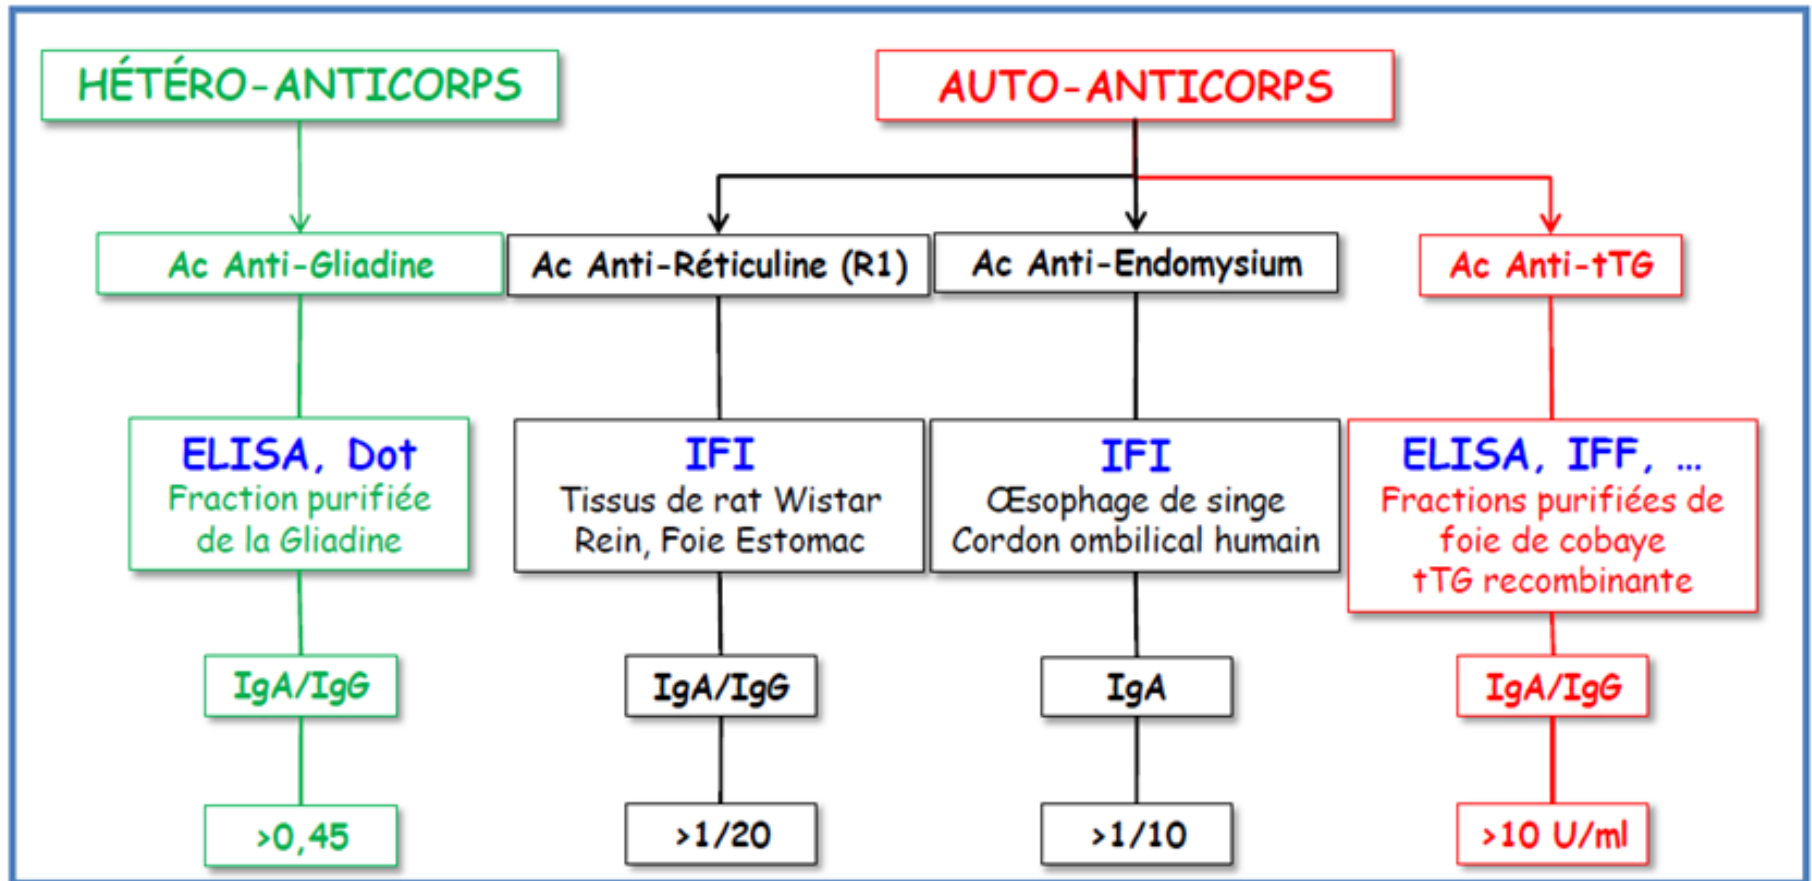 HÉTÉRO-ANTICORPS
AUTO-ANTICORPS
Ac Anti-Gliadine
Ac Anti-Réticuline (R1)
Ac Anti-Endomysium
Ac Anti-tTG
ELISA, Dot
Fraction purifiée
de la Gliadine
IFI
Tissus de rat Wistar
Rein, Foie Estomac
IFI
Œsophage de singe
Cordon ombilical humain
ELISA, IFF, ...
Fractions purifiées de
foie de cobaye
tTG recombinante
IgA/IgG
IgA/IgG
IgA
IgA/IgG
>0,45
>1/20
>1/10
>10 U/ml